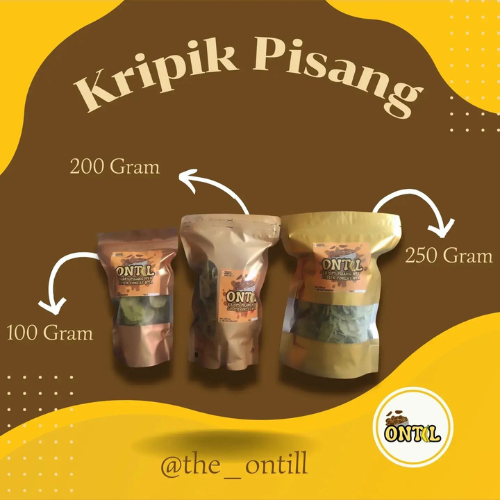 Kripik Pisang
200 Gram
250 Gram
100 Gram
ONTIL
ONTIL
ONTIL
ONTIL
@the_ontill